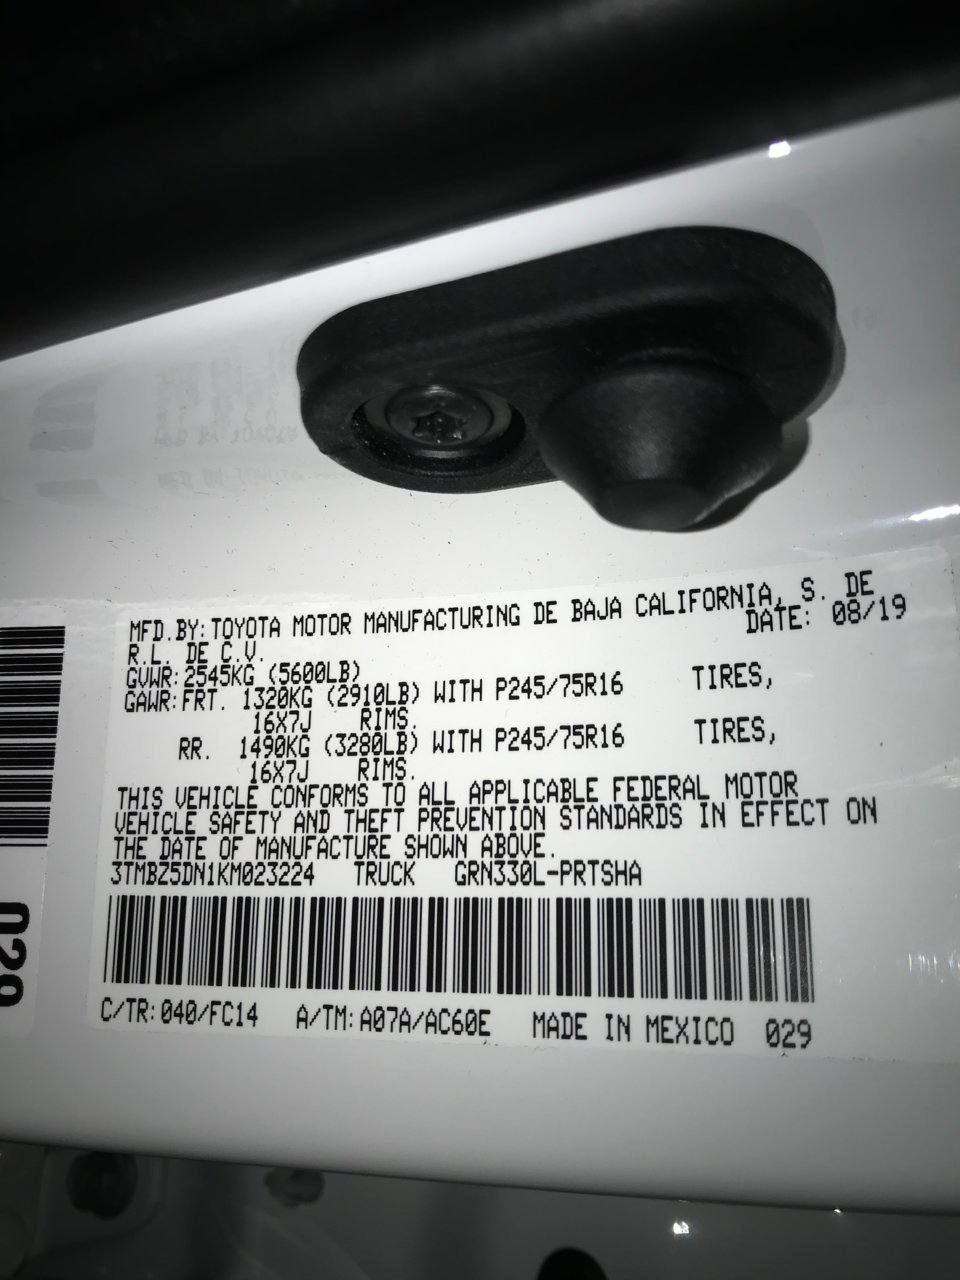 MFD.BY:TOYOTA MOTOR MANUFACTURING DE BAJA CALIFORNIA, S. DE
R.L. DE C.V. DATE: 08/19
GVWR:2545KG (5600LB)
GAWR:FRT. 1320KG (2910LB) WITH P245/75R16 TIRES,
16X7J RIMS.
RR. 1490KG (3280LB) WITH P245/75R16 TIRES,
16X7J RIMS.
THIS VEHICLE CONFORMS TO ALL APPLICABLE FEDERAL MOTOR
VEHICLE SAFETY AND THEFT PREVENTION STANDARDS IN EFFECT ON
THE DATE OF MANUFACTURE SHOWN ABOVE.
3TMBZ5DN1KM023224 TRUCK GRN330L-PRTSHA
C/TR:040/FC14 A/TM:A07A/AC60E MADE IN MEXICO 029